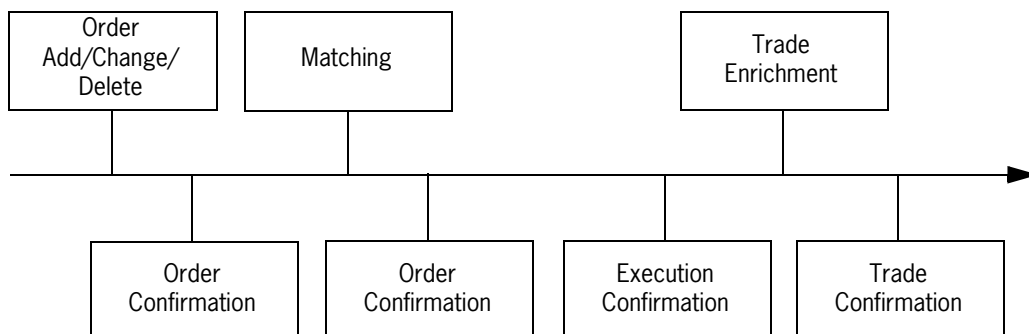 Order
Add/Change/
Delete
Matching
Trade
Enrichment
Order
Confirmation
Order
Confirmation
Execution
Confirmation
Trade
Confirmation